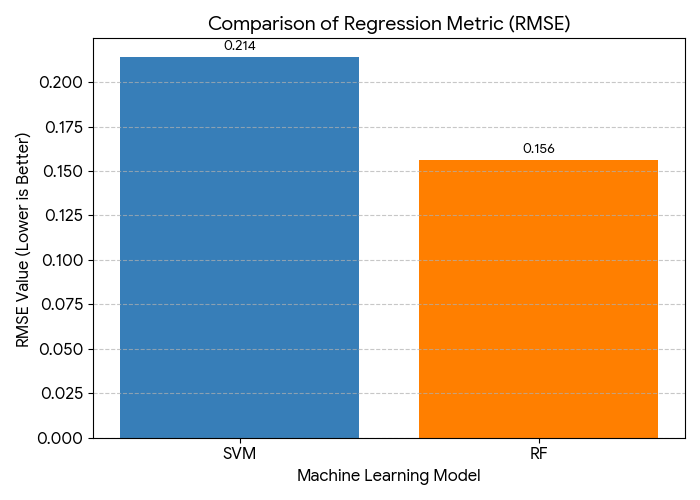 Comparison of Regression Metric (RMSE)
0.214
0.156
0.200
0.175
0.150
0.125
0.100
0.075
0.050
0.025
0.000
RMSE Value (Lower is Better)
SVM
RF
Machine Learning Model